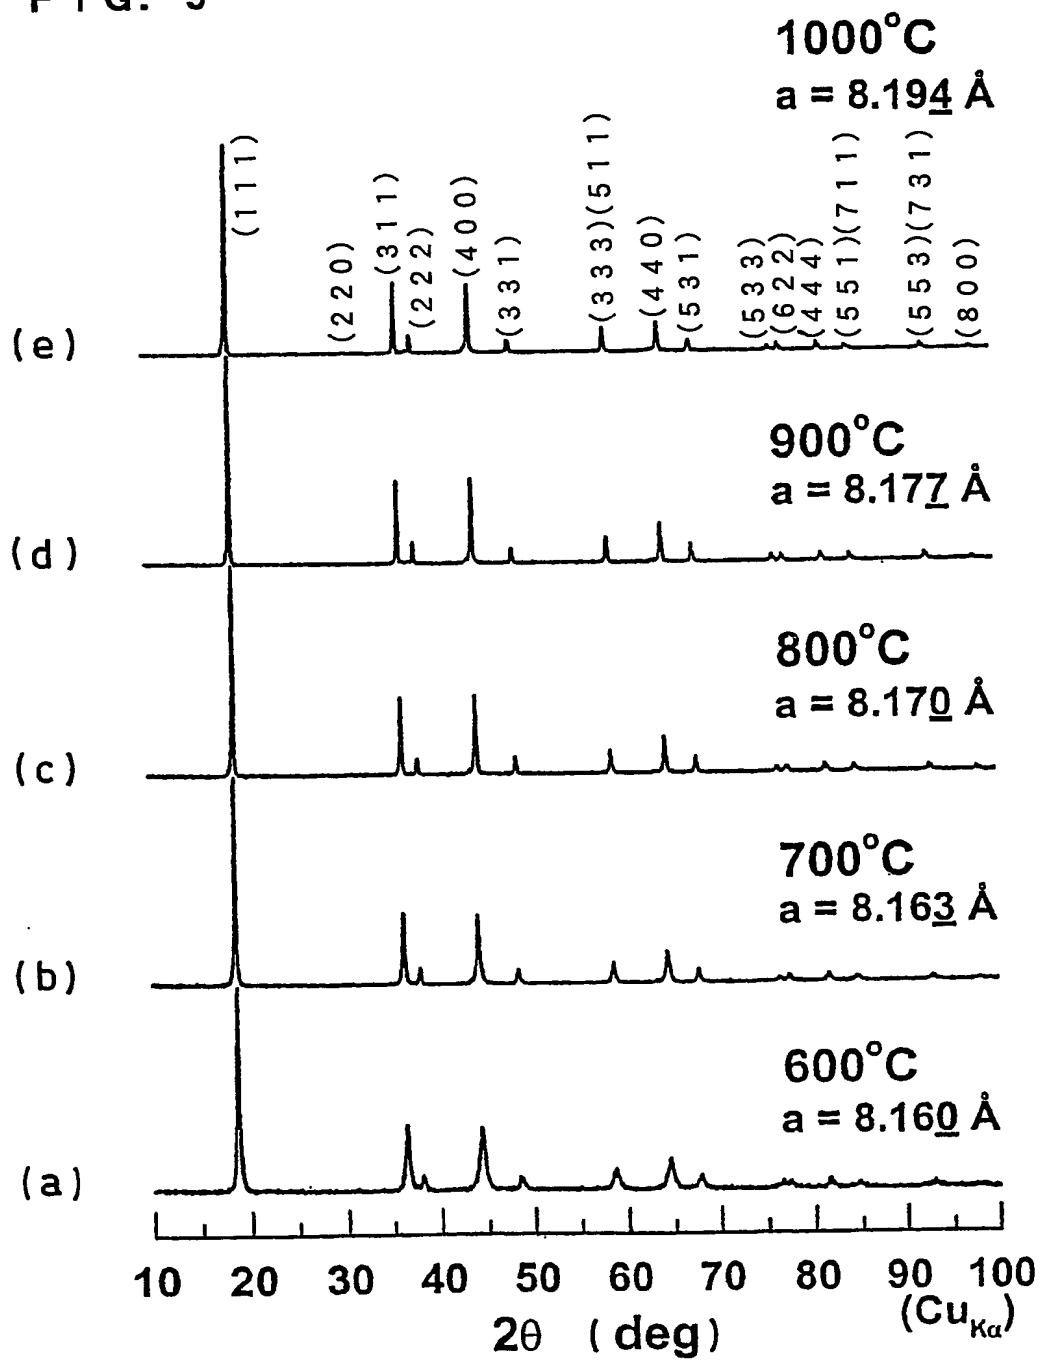 FIG. 5
1000°C
a = 8.194 Å
(111)
(220)
(311)
(222)
(400)
(331)
(333)(511)
(440)
(531)
(533)
(622)
(444)
(551)(711)
(553)(731)
(800)
(e)
900°C
a = 8.177 Å
(d)
800°C
a = 8.170 Å
(c)
700°C
a = 8.163 Å
(b)
600°C
a = 8.160 Å
(a)
10 20 30 40 50 60 70 80 90 100
2θ (deg)
(CuKα)